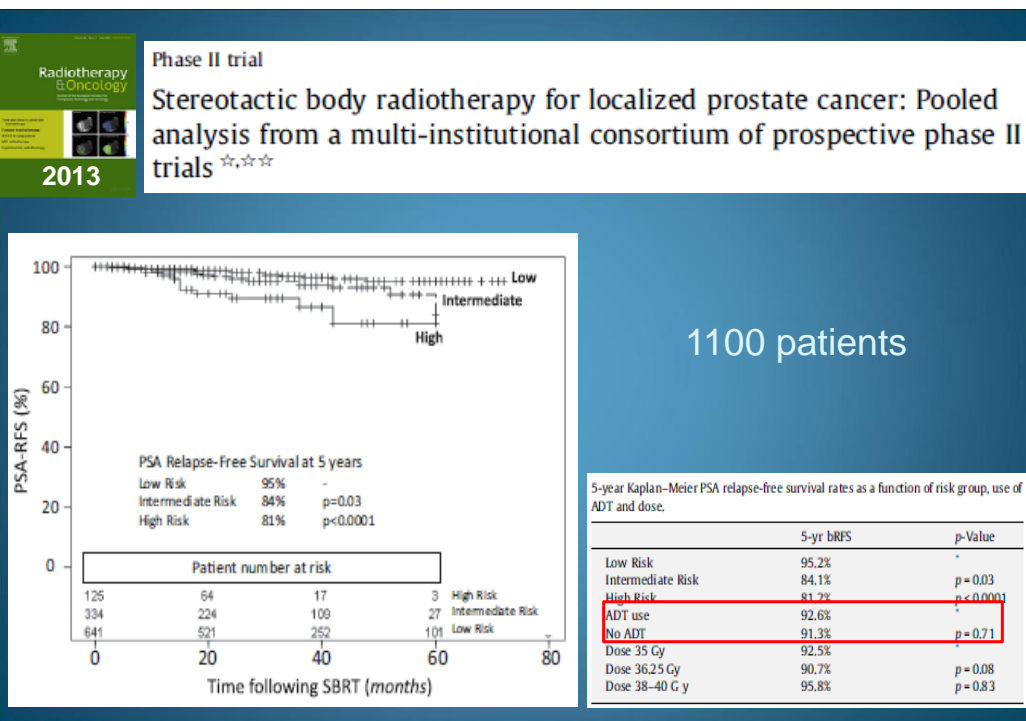 Radiotherapy
&Oncology
2013
Phase II trial
Stereotactic body radiotherapy for localized prostate cancer: Pooled
analysis from a multi-institutional consortium of prospective phase II
trials ☆,☆☆
1100 patients
PSA-RFS (%)
100
80
60
40
20
0
Low
Intermediate
High
PSA Relapse-Free Survival at 5 years
Low Risk 95% -
Intermediate Risk 84% p=0.03
High Risk 81% p<0.0001
Patient number at risk
125 64 17 3 High Risk
334 224 109 27 Intermediate Risk
641 521 252 101 Low Risk
0 20 40 60 80
Time following SBRT (months)
5-year Kaplan–Meier PSA relapse-free survival rates as a function of risk group, use of
ADT and dose.
5-yr bRFS p-Value
Low Risk 95.2% *
Intermediate Risk 84.1% p = 0.03
High Risk 81.2% p < 0.0001
ADT use 92.6% *
No ADT 91.3% p = 0.71
Dose 35 Gy 92.5% *
Dose 36.25 Gy 90.7% p = 0.08
Dose 38–40 G y 95.8% p = 0.83